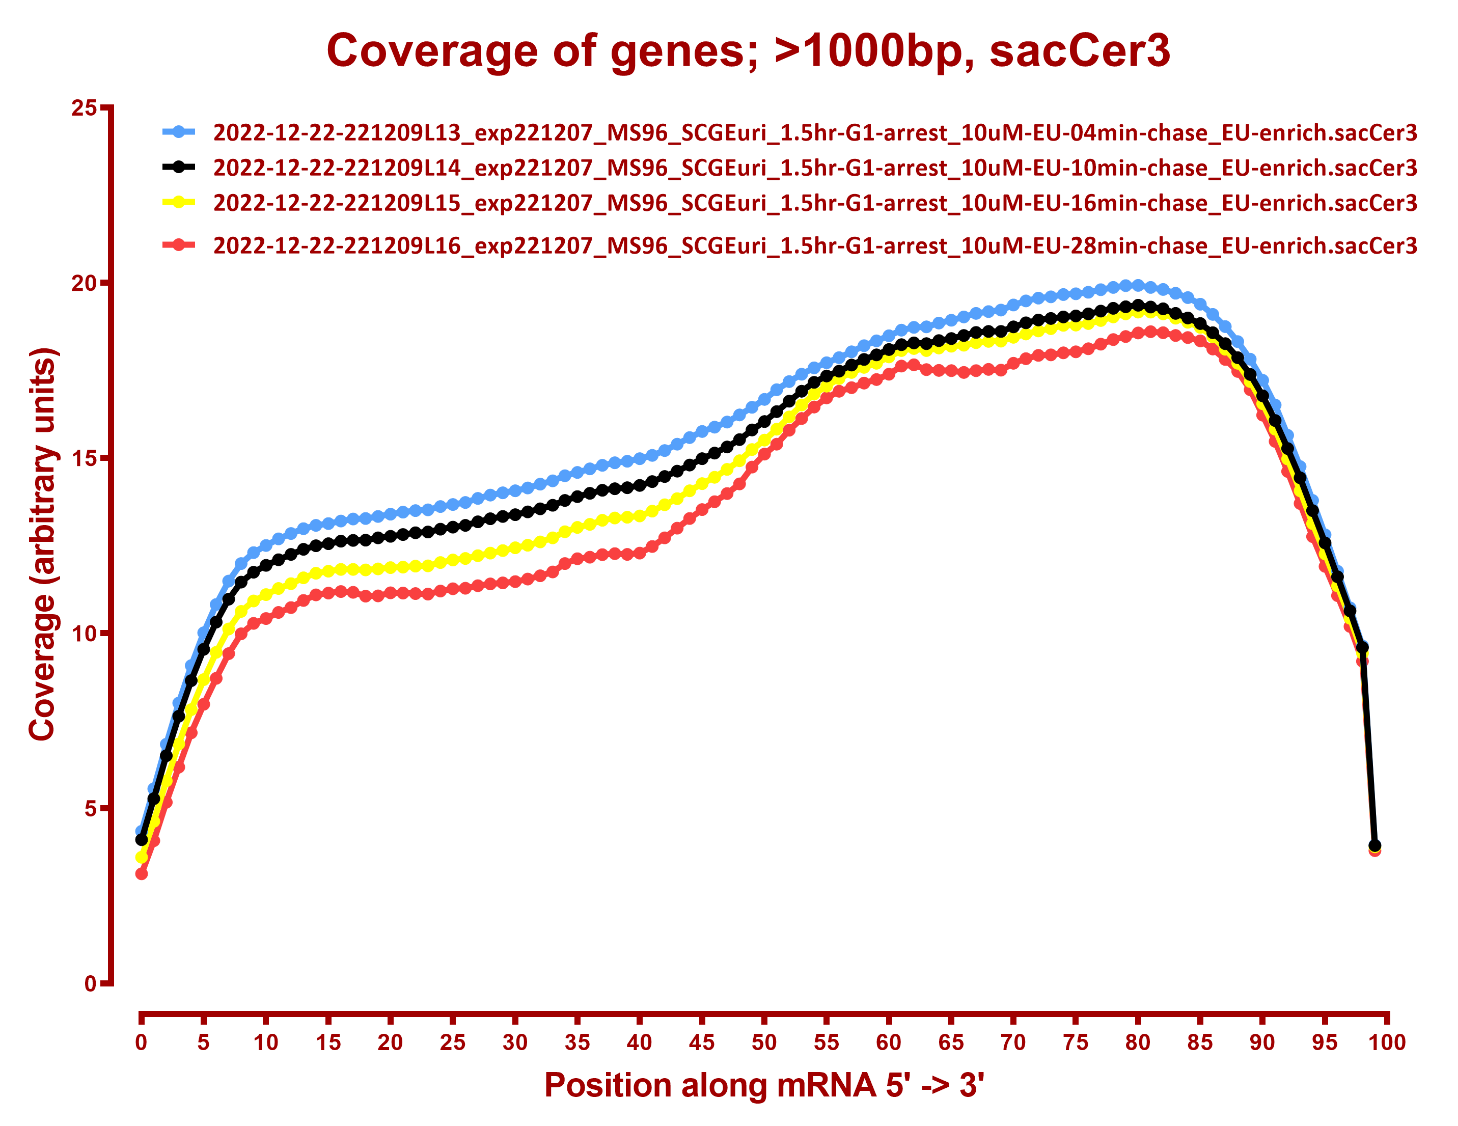 Coverage of genes; >1000bp, sacCer3
25
2022-12-22-221209L13_exp221207_MS96_SCGEuri_1.5hr-G1-arrest_10uM-EU-04min-chase_EU-enrich.sacCer3
2022-12-22-221209L14_exp221207_MS96_SCGEuri_1.5hr-G1-arrest_10uM-EU-10min-chase_EU-enrich.sacCer3
2022-12-22-221209L15_exp221207_MS96_SCGEuri_1.5hr-G1-arrest_10uM-EU-16min-chase_EU-enrich.sacCer3
2022-12-22-221209L16_exp221207_MS96_SCGEuri_1.5hr-G1-arrest_10uM-EU-28min-chase_EU-enrich.sacCer3
20
15
10
5
0
Coverage (arbitrary units)
0 5 10 15 20 25 30 35 40 45 50 55 60 65 70 75 80 85 90 95 100
Position along mRNA 5' -> 3'